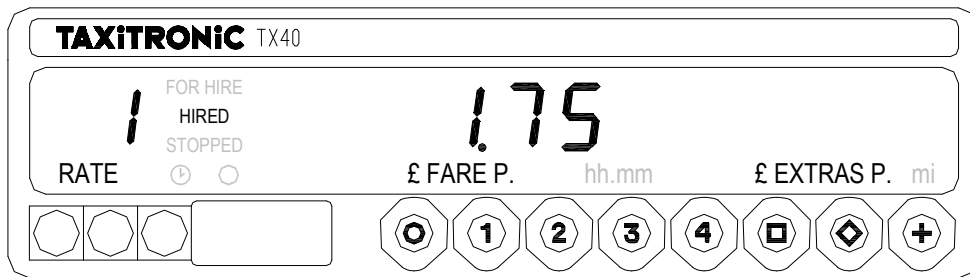 TAXiTRONiC TX40
FOR HIRE
1 HIRED 1.75
STOPPED
RATE £ FARE P. hh.mm £ EXTRAS P. mi
1 2 3 4 +